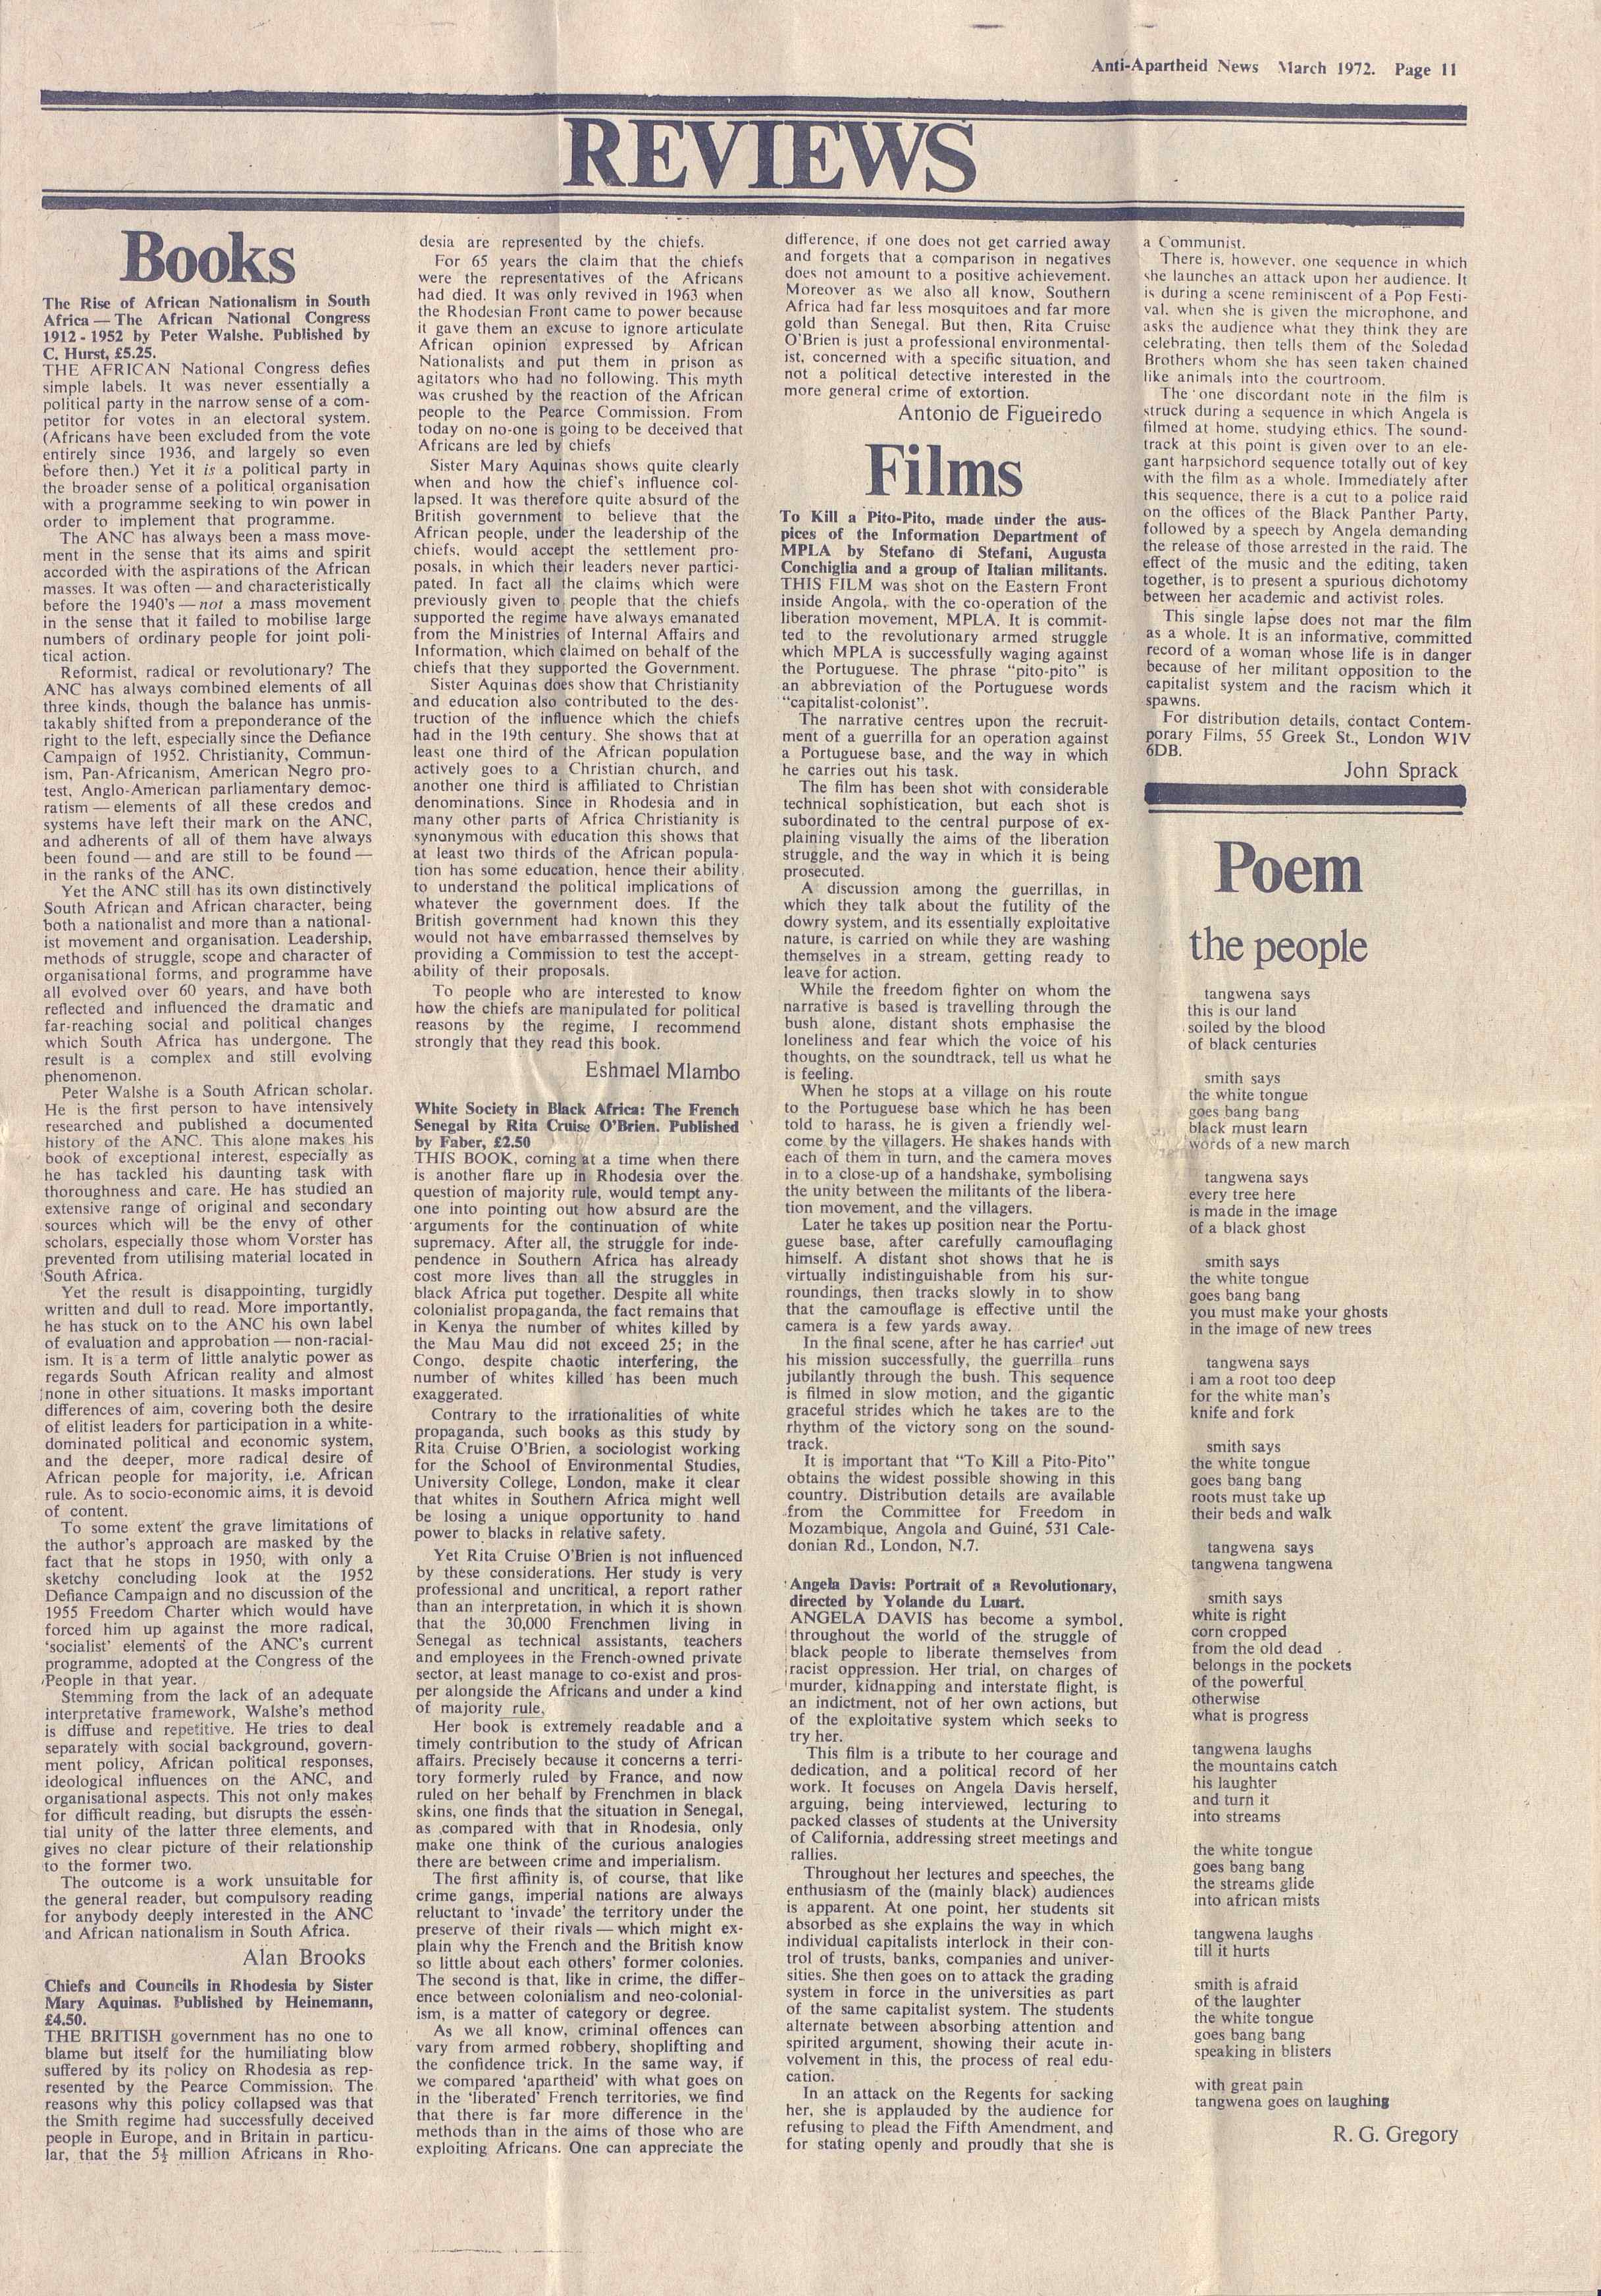 Anti-Apartheid News March 1972. Page 11
REVIEWS
Books
The Rise of African Nationalism in South
Africa — The African National Congress
1912 - 1952 by Peter Walshe. Published by
C. Hurst, £5.25.
THE AFRICAN National Congress defies
simple labels. It was never essentially a
political party in the narrow sense of a com-
petitor for votes in an electoral system.
(Africans have been excluded from the vote
entirely since 1936, and largely so even
before then.) Yet it is a political party in
the broader sense of a political organisation
with a programme seeking to win power in
order to implement that programme.
The ANC has always been a mass move-
ment in the sense that its aims and spirit
accorded with the aspirations of the African
masses. It was often — and characteristically
before the 1940's — not a mass movement
in the sense that it failed to mobilise large
numbers of ordinary people for joint poli-
tical action.
Reformist, radical or revolutionary? The
ANC has always combined elements of all
three kinds, though the balance has unmis-
takably shifted from a preponderance of the
right to the left, especially since the Defiance
Campaign of 1952. Christianity, Commun-
ism, Pan-Africanism, American Negro pro-
test, Anglo-American parliamentary democ-
ratism — elements of all these credos and
systems have left their mark on the ANC,
and adherents of all of them have always
been found — and are still to be found —
in the ranks of the ANC.
Yet the ANC still has its own distinctively
South African and African character, being
both a nationalist and more than a national-
ist movement and organisation. Leadership,
methods of struggle, scope and character of
organisational forms, and programme have
all evolved over 60 years, and have both
reflected and influenced the dramatic and
far-reaching social and political changes
which South Africa has undergone. The
result is a complex and still evolving
phenomenon.
Peter Walshe is a South African scholar.
He is the first person to have intensively
researched and published a documented
history of the ANC. This alone makes his
book of exceptional interest, especially as
he has tackled his daunting task with
thoroughness and care. He has studied an
extensive range of original and secondary
sources which will be the envy of other
scholars, especially those whom Vorster has
prevented from utilising material located in
South Africa.
Yet the result is disappointing, turgidly
written and dull to read. More importantly,
he has stuck on to the ANC his own label
of evaluation and approbation — non-racial-
ism. It is a term of little analytic power as
regards South African reality and almost
none in other situations. It masks important
differences of aim, covering both the desire
of elitist leaders for participation in a white-
dominated political and economic system,
and the deeper, more radical desire of
African people for majority, i.e. African
rule. As to socio-economic aims, it is devoid
of content.
To some extent the grave limitations of
the author's approach are masked by the
fact that he stops in 1950, with only a
sketchy concluding look at the 1952
Defiance Campaign and no discussion of the
1955 Freedom Charter which would have
forced him up against the more radical,
'socialist' elements of the ANC's current
programme, adopted at the Congress of the
People in that year.
Stemming from the lack of an adequate
interpretative framework, Walshe's method
is diffuse and repetitive. He tries to deal
separately with social background, govern-
ment policy, African political responses,
ideological influences on the ANC, and
organisational aspects. This not only makes
for difficult reading, but disrupts the essen-
tial unity of the latter three elements, and
gives no clear picture of their relationship
to the former two.
The outcome is a work unsuitable for
the general reader, but compulsory reading
for anybody deeply interested in the ANC
and African nationalism in South Africa.
Alan Brooks
Chiefs and Councils in Rhodesia by Sister
Mary Aquinas. Published by Heinemann,
£4.50.
THE BRITISH government has no one to
blame but itself for the humiliating blow
suffered by its policy on Rhodesia as rep-
resented by the Pearce Commission. The
reasons why this policy collapsed was that
the Smith regime had successfully deceived
people in Europe, and in Britain in particu-
lar, that the 5½ million Africans in Rho-
desia are represented by the chiefs.
For 65 years the claim that the chiefs
were the representatives of the Africans
had died. It was only revived in 1963 when
the Rhodesian Front came to power because
it gave them an excuse to ignore articulate
African opinion expressed by African
Nationalists and put them in prison as
agitators who had no following. This myth
was crushed by the reaction of the African
people to the Pearce Commission. From
today on no-one is going to be deceived that
Africans are led by chiefs
Sister Mary Aquinas shows quite clearly
when and how the chief's influence col-
lapsed. It was therefore quite absurd of the
British government to believe that the
African people, under the leadership of the
chiefs, would accept the settlement pro-
posals, in which their leaders never partici-
pated. In fact all the claims which were
previously given to people that the chiefs
supported the regime have always emanated
from the Ministries of Internal Affairs and
Information, which claimed on behalf of the
chiefs that they supported the Government.
Sister Aquinas does show that Christianity
and education also contributed to the des-
truction of the influence which the chiefs
had in the 19th century. She shows that at
least one third of the African population
actively goes to a Christian church, and
another one third is affiliated to Christian
denominations. Since in Rhodesia and in
many other parts of Africa Christianity is
synonymous with education this shows that
at least two thirds of the African popula-
tion has some education, hence their ability
to understand the political implications of
whatever the government does. If the
British government had known this they
would not have embarrassed themselves by
providing a Commission to test the accept-
ability of their proposals.
To people who are interested to know
how the chiefs are manipulated for political
reasons by the regime, I recommend
strongly that they read this book.
Eshmael Mlambo
White Society in Black Africa: The French
Senegal by Rita Cruise O'Brien. Published
by Faber, £2.50
THIS BOOK, coming at a time when there
is another flare up in Rhodesia over the
question of majority rule, would tempt any-
one into pointing out how absurd are the
arguments for the continuation of white
supremacy. After all, the struggle for inde-
pendence in Southern Africa has already
cost more lives than all the struggles in
black Africa put together. Despite all white
colonialist propaganda, the fact remains that
in Kenya the number of whites killed by
the Mau Mau did not exceed 25; in the
Congo, despite chaotic interfering, the
number of whites killed has been much
exaggerated.
Contrary to the irrationalities of white
propaganda, such books as this study by
Rita Cruise O'Brien, a sociologist working
for the School of Environmental Studies,
University College, London, make it clear
that whites in Southern Africa might well
be losing a unique opportunity to hand
power to blacks in relative safety.
Yet Rita Cruise O'Brien is not influenced
by these considerations. Her study is very
professional and uncritical, a report rather
than an interpretation, in which it is shown
that the 30,000 Frenchmen living in
Senegal as technical assistants, teachers
and employees in the French-owned private
sector, at least manage to co-exist and pros-
per alongside the Africans and under a kind
of majority rule.
Her book is extremely readable and a
timely contribution to the study of African
affairs. Precisely because it concerns a terri-
tory formerly ruled by France, and now
ruled on her behalf by Frenchmen in black
skins, one finds that the situation in Senegal,
as compared with that in Rhodesia, only
make one think of the curious analogies
there are between crime and imperialism.
The first affinity is, of course, that like
crime gangs, imperial nations are always
reluctant to 'invade' the territory under the
preserve of their rivals — which might ex-
plain why the French and the British know
so little about each others' former colonies.
The second is that, like in crime, the differ-
ence between colonialism and neo-colonial-
ism, is a matter of category or degree.
As we all know, criminal offences can
vary from armed robbery, shoplifting and
the confidence trick. In the same way, if
we compared 'apartheid' with what goes on
in the 'liberated' French territories, we find
that there is far more difference in the
methods than in the aims of those who are
exploiting Africans. One can appreciate the
difference, if one does not get carried away
and forgets that a comparison in negatives
does not amount to a positive achievement.
Moreover as we also all know, Southern
Africa had far less mosquitoes and far more
gold than Senegal. But then, Rita Cruise
O'Brien is just a professional environmental-
ist, concerned with a specific situation, and
not a political detective interested in the
more general crime of extortion.
Antonio de Figueiredo
Films
To Kill a Pito-Pito, made under the aus-
pices of the Information Department of
MPLA by Stefano di Stefani, Augusta
Conchiglia and a group of Italian militants.
THIS FILM was shot on the Eastern Front
inside Angola, with the co-operation of the
liberation movement, MPLA. It is commit-
ted to the revolutionary armed struggle
which MPLA is successfully waging against
the Portuguese. The phrase "pito-pito" is
an abbreviation of the Portuguese words
"capitalist-colonist".
The narrative centres upon the recruit-
ment of a guerrilla for an operation against
a Portuguese base, and the way in which
he carries out his task.
The film has been shot with considerable
technical sophistication, but each shot is
subordinated to the central purpose of ex-
plaining visually the aims of the liberation
struggle, and the way in which it is being
prosecuted.
A discussion among the guerrillas, in
which they talk about the futility of the
dowry system, and its essentially exploitative
nature, is carried on while they are washing
themselves in a stream, getting ready to
leave for action.
While the freedom fighter on whom the
narrative is based is travelling through the
bush alone, distant shots emphasise the
loneliness and fear which the voice of his
thoughts, on the soundtrack, tell us what he
is feeling.
When he stops at a village on his route
to the Portuguese base which he has been
told to harass, he is given a friendly wel-
come by the villagers. He shakes hands with
each of them in turn, and the camera moves
in to a close-up of a handshake, symbolising
the unity between the militants of the libera-
tion movement, and the villagers.
Later he takes up position near the Portu-
guese base, after carefully camouflaging
himself. A distant shot shows that he is
virtually indistinguishable from his sur-
roundings, then tracks slowly in to show
that the camouflage is effective until the
camera is a few yards away.
In the final scene, after he has carried out
his mission successfully, the guerrilla runs
jubilantly through the bush. This sequence
is filmed in slow motion, and the gigantic
graceful strides which he takes are to the
rhythm of the victory song on the sound-
track.
It is important that "To Kill a Pito-Pito"
obtains the widest possible showing in this
country. Distribution details are available
from the Committee for Freedom in
Mozambique, Angola and Guiné, 531 Cale-
donian Rd., London, N.7.
Angela Davis: Portrait of a Revolutionary,
directed by Yolande du Luart.
ANGELA DAVIS has become a symbol
throughout the world of the struggle of
black people to liberate themselves from
racist oppression. Her trial, on charges of
murder, kidnapping and interstate flight, is
an indictment, not of her own actions, but
of the exploitative system which seeks to
try her.
This film is a tribute to her courage and
dedication, and a political record of her
work. It focuses on Angela Davis herself,
arguing, being interviewed, lecturing to
packed classes of students at the University
of California, addressing street meetings and
rallies.
Throughout her lectures and speeches, the
enthusiasm of the (mainly black) audiences
is apparent. At one point, her students sit
absorbed as she explains the way in which
individual capitalists interlock in their con-
trol of trusts, banks, companies and univer-
sities. She then goes on to attack the grading
system in force in the universities as part
of the same capitalist system. The students
alternate between absorbing attention and
spirited argument, showing their acute in-
volvement in this, the process of real edu-
cation.
In an attack on the Regents for sacking
her, she is applauded by the audience for
refusing to plead the Fifth Amendment, and
for stating openly and proudly that she is
a Communist.
There is, however, one sequence in which
she launches an attack upon her audience. It
is during a scene reminiscent of a Pop Festi-
val, when she is given the microphone, and
asks the audience what they think they are
celebrating, then tells them of the Soledad
Brothers whom she has seen taken chained
like animals into the courtroom.
The one discordant note in the film is
struck during a sequence in which Angela is
filmed at home, studying ethics. The sound-
track at this point is given over to an ele-
gant harpsichord sequence totally out of key
with the film as a whole. Immediately after
this sequence, there is a cut to a police raid
on the offices of the Black Panther Party,
followed by a speech by Angela demanding
the release of those arrested in the raid. The
effect of the music and the editing, taken
together, is to present a spurious dichotomy
between her academic and activist roles.
This single lapse does not mar the film
as a whole. It is an informative, committed
record of a woman whose life is in danger
because of her militant opposition to the
capitalist system and the racism which it
spawns.
For distribution details, contact Contem-
porary Films, 55 Greek St., London W1V
6DB.
John Sprack
Poem
the people
tangwena says
this is our land
soiled by the blood
of black centuries
smith says
the white tongue
goes bang bang
black must learn
words of a new march
tangwena says
every tree here
is made in the image
of a black ghost
smith says
the white tongue
goes bang bang
you must make your ghosts
in the image of new trees
tangwena says
i am a root too deep
for the white man's
knife and fork
smith says
the white tongue
goes bang bang
roots must take up
their beds and walk
tangwena says
tangwena tangwena
smith says
white is right
corn cropped
from the old dead
belongs in the pockets
of the powerful
otherwise
what is progress
tangwena laughs
the mountains catch
his laughter
and turn it
into streams
the white tongue
goes bang bang
the streams glide
into african mists
tangwena laughs
till it hurts
smith is afraid
of the laughter
the white tongue
goes bang bang
speaking in blisters
with great pain
tangwena goes on laughing
R. G. Gregory